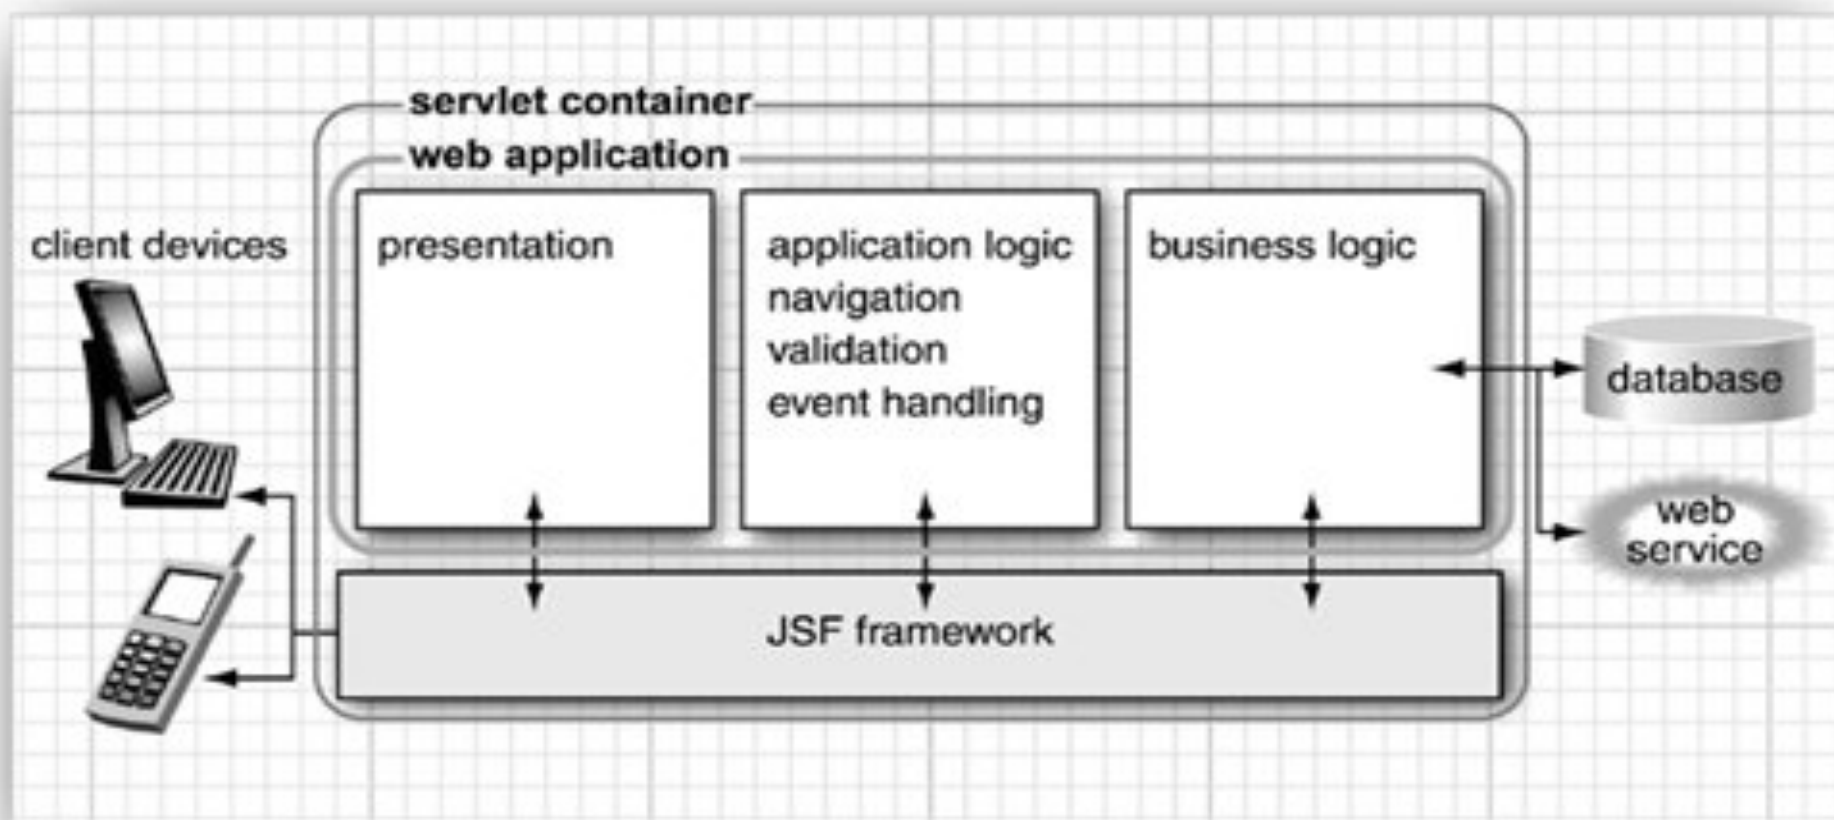 servlet container
web application
client devices
presentation
application logic
navigation
validation
event handling
business logic
database
web
service
JSF framework